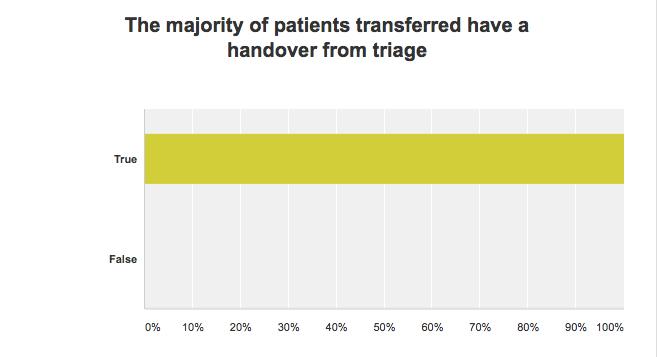 The majority of patients transferred have a
handover from triage
True
False
0% 10% 20% 30% 40% 50% 60% 70% 80% 90% 100%